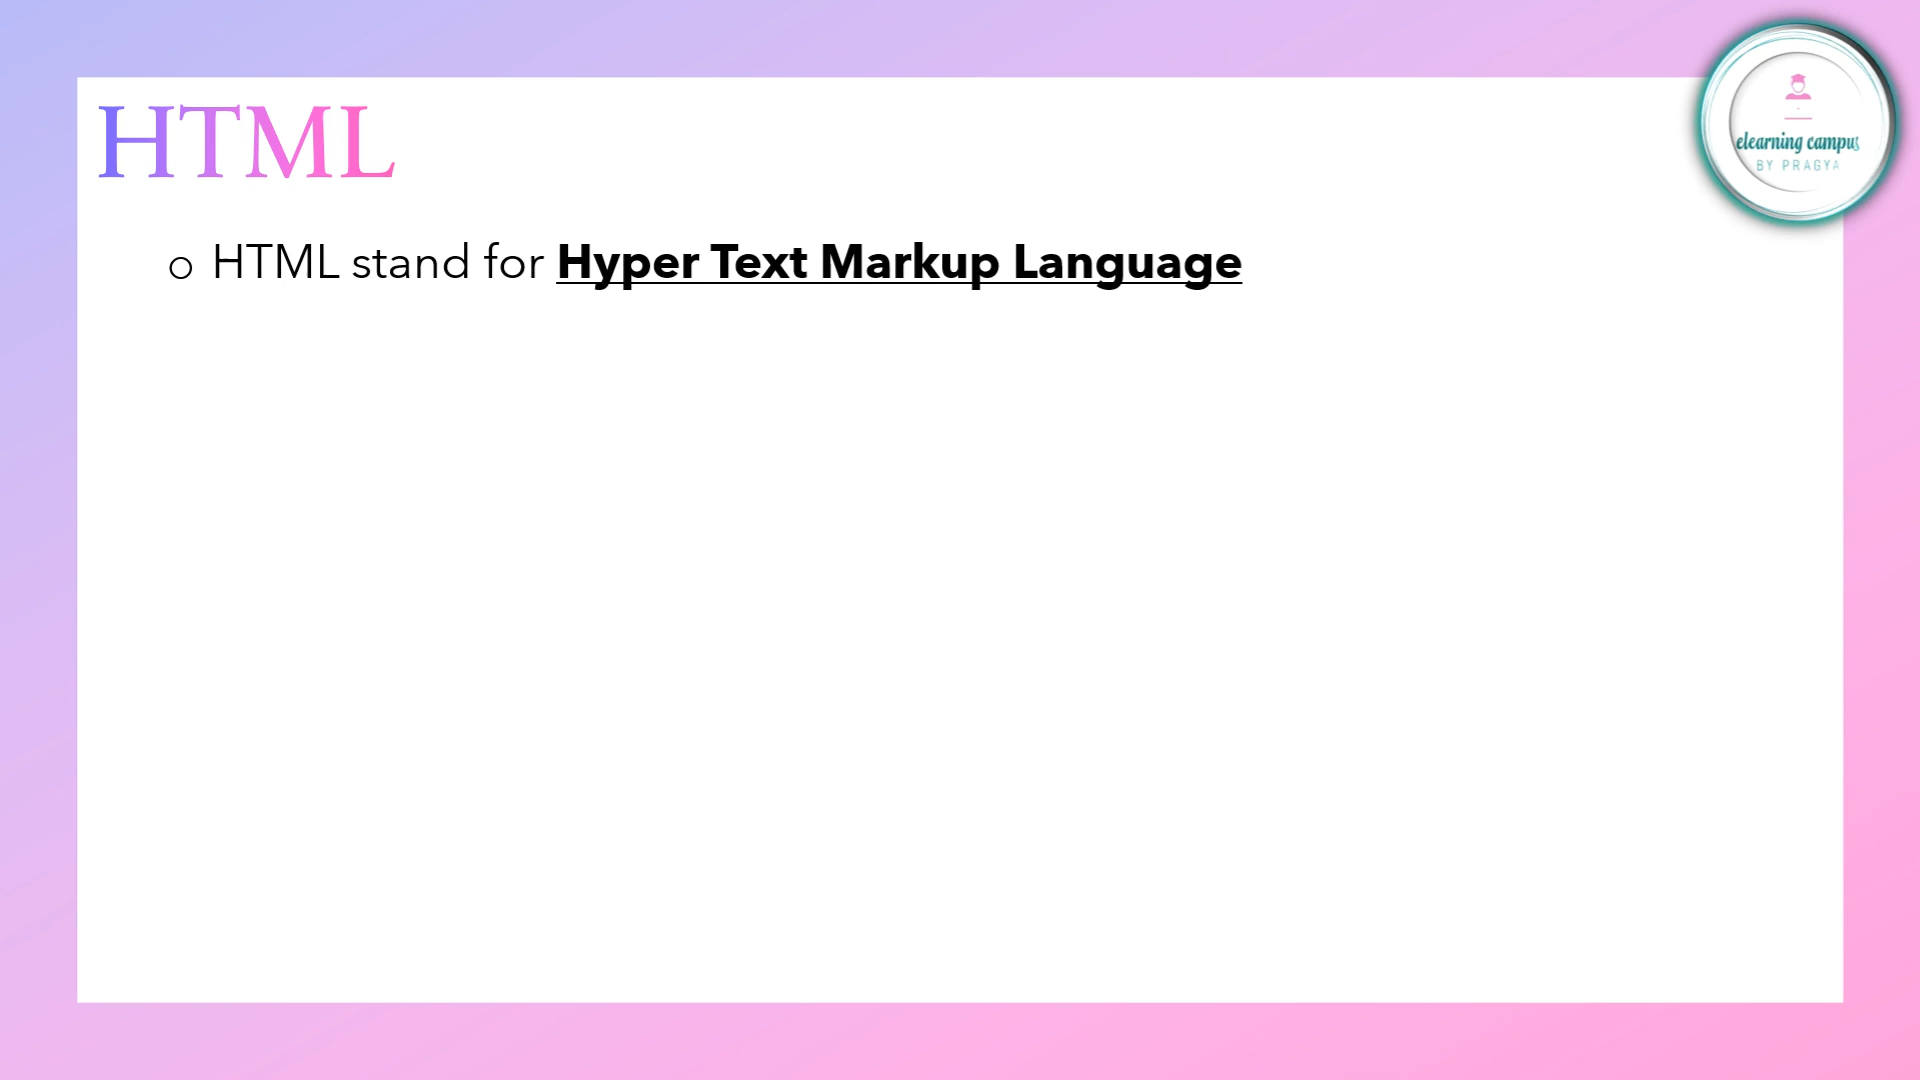 HTML
elearning campus
BY PRAGYA
○ HTML stand for Hyper Text Markup Language